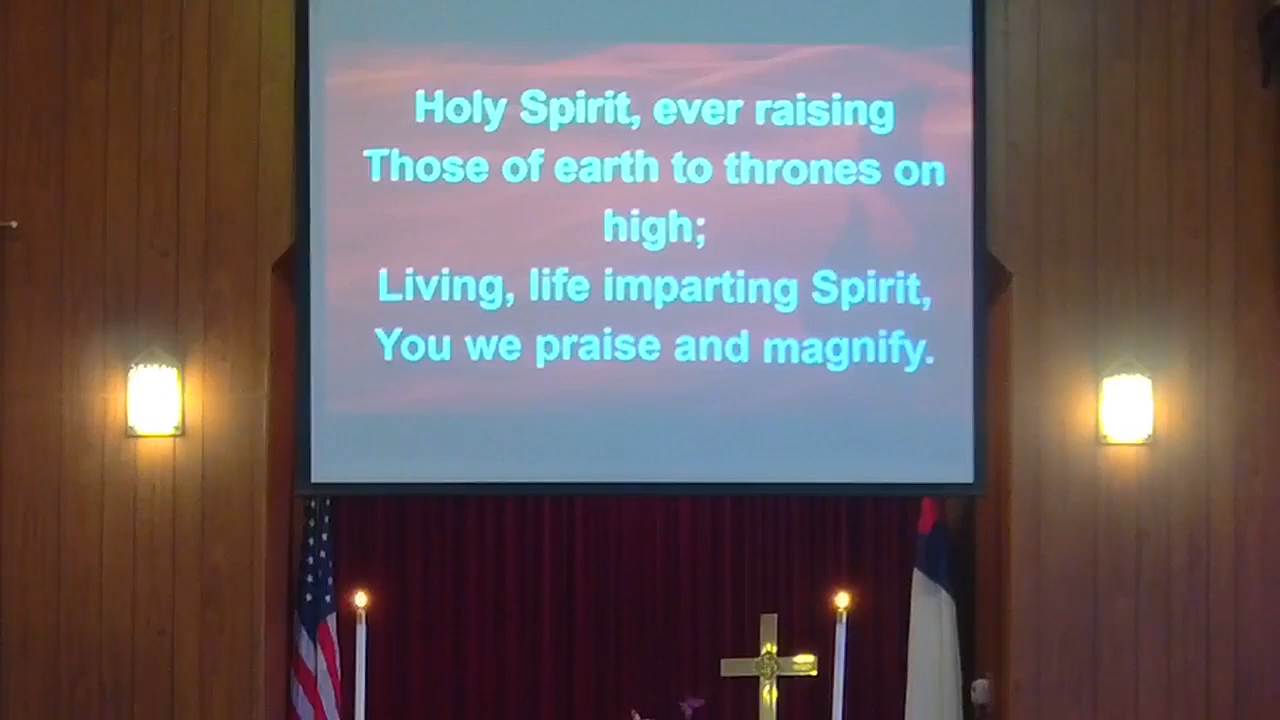 Holy Spirit, ever raising
Those of earth to thrones on
high;
Living, life imparting Spirit,
You we praise and magnify.